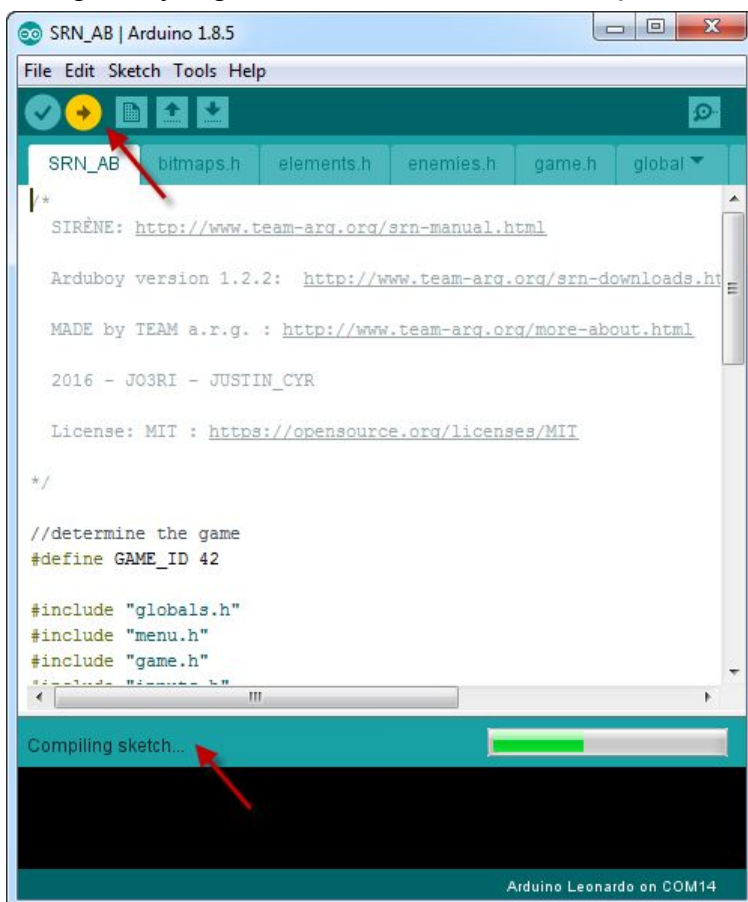 SRN_AB | Arduino 1.8.5
File Edit Sketch Tools Help
SRN_AB bitmaps.h elements.h enemies.h game.h global
/*
SIRÈNE: http://www.team-arg.org/srn-manual.html
Arduboy version 1.2.2: http://www.team-arg.org/srn-downloads.ht
MADE by TEAM a.r.g. : http://www.team-arg.org/more-about.html
2016 - JO3RI - JUSTIN_CYR
License: MIT : https://opensource.org/licenses/MIT
*/
//determine the game
#define GAME_ID 42
#include "globals.h"
#include "menu.h"
#include "game.h"
#include "inputs.h"
Compiling sketch...
Arduino Leonardo on COM14